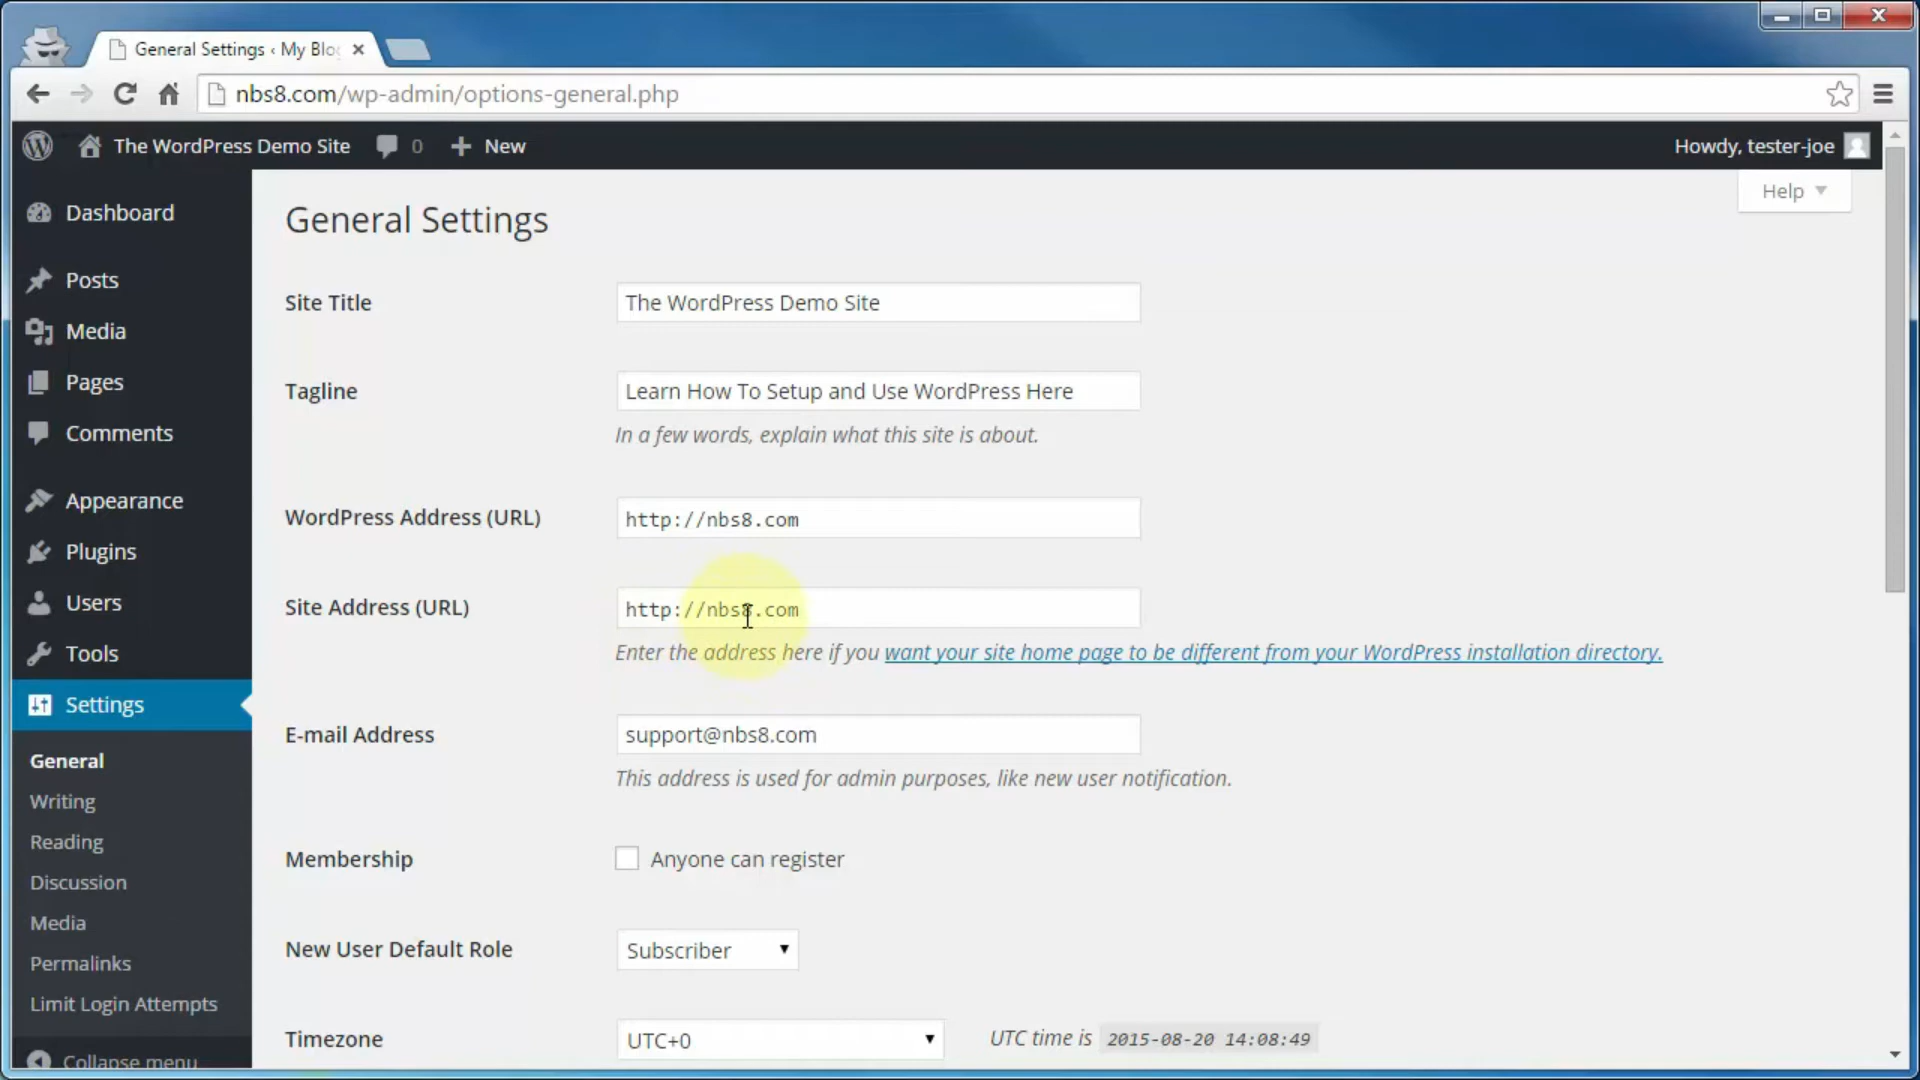 General Settings ‹ My Blo
nbs8.com/wp-admin/options-general.php
The WordPress Demo Site 0 New Howdy, tester-joe
Help
Dashboard
Posts
Media
Pages
Comments
Appearance
Plugins
Users
Tools
Settings
General
Writing
Reading
Discussion
Media
Permalinks
Limit Login Attempts
Collapse menu
General Settings
Site Title The WordPress Demo Site
Tagline Learn How To Setup and Use WordPress Here
In a few words, explain what this site is about.
WordPress Address (URL) http://nbs8.com
Site Address (URL) http://nbs8.com
Enter the address here if you want your site home page to be different from your WordPress installation directory.
E-mail Address support@nbs8.com
This address is used for admin purposes, like new user notification.
Membership Anyone can register
New User Default Role Subscriber
Timezone UTC+0 UTC time is 2015-08-20 14:08:49